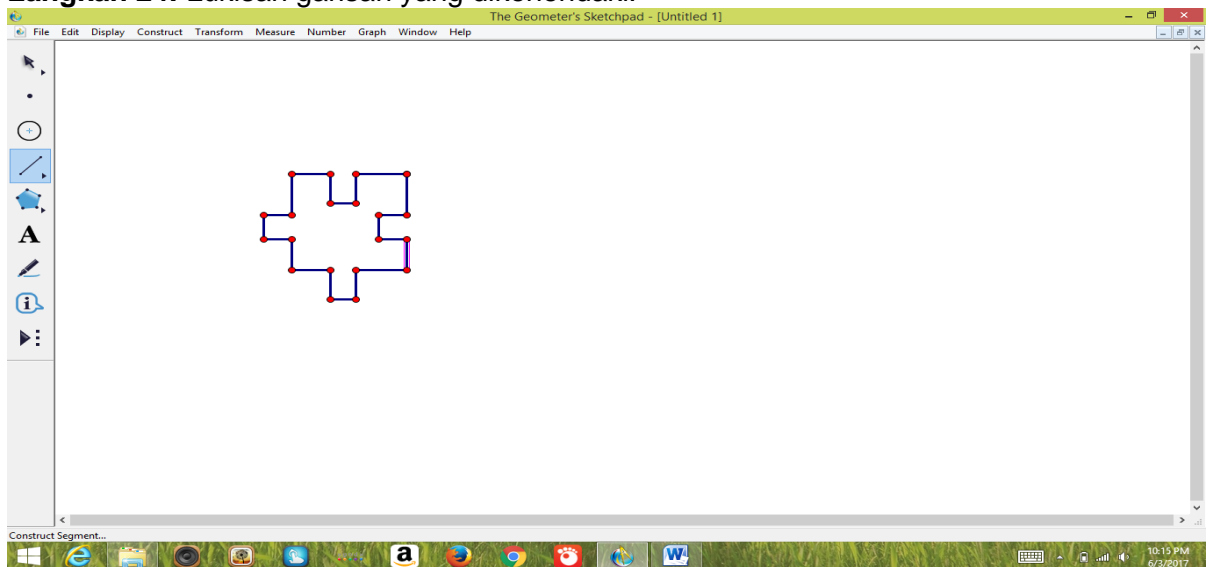 The Geometer's Sketchpad - [Untitled 1]
File Edit Display Construct Transform Measure Number Graph Window Help
A
i
Construct Segment...
a
W
10:15 PM
6/3/2017